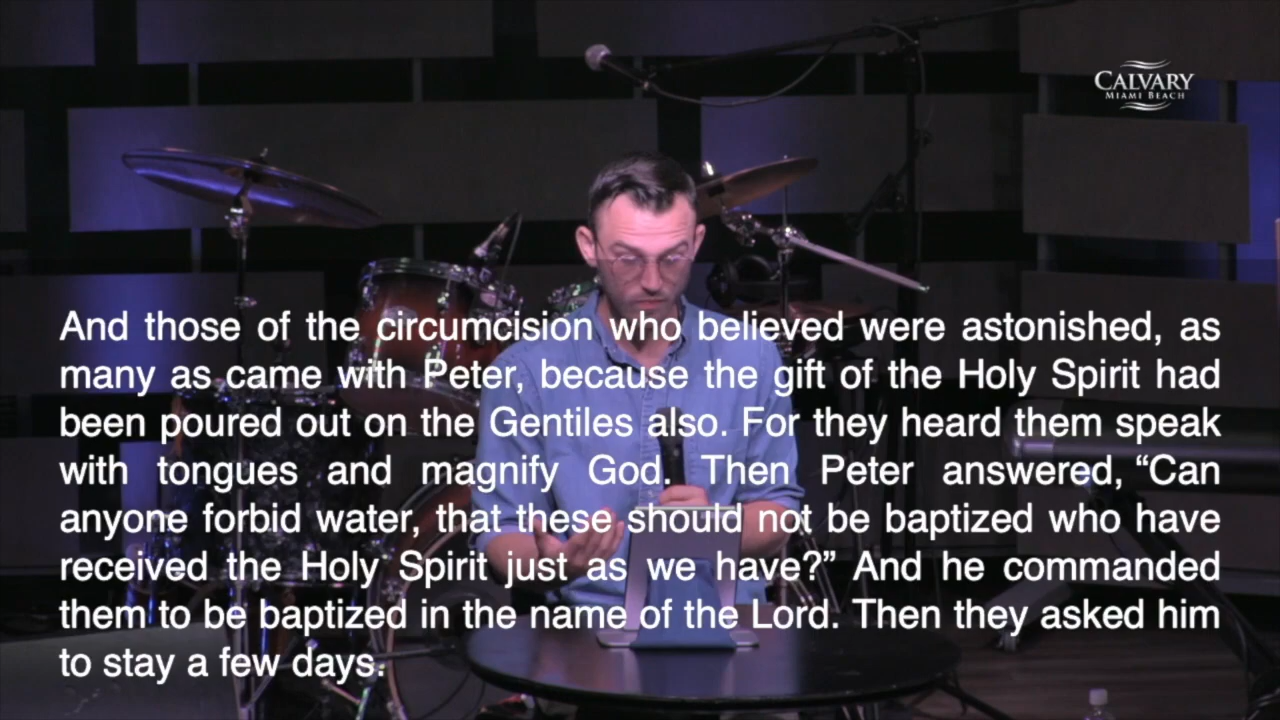 CALVARY
MIAMI BEACH
And those of the circumcision who believed were astonished, as
many as came with Peter, because the gift of the Holy Spirit had
been poured out on the Gentiles also. For they heard them speak
with tongues and magnify God. Then Peter answered, “Can
anyone forbid water, that these should not be baptized who have
received the Holy Spirit just as we have?” And he commanded
them to be baptized in the name of the Lord. Then they asked him
to stay a few days.